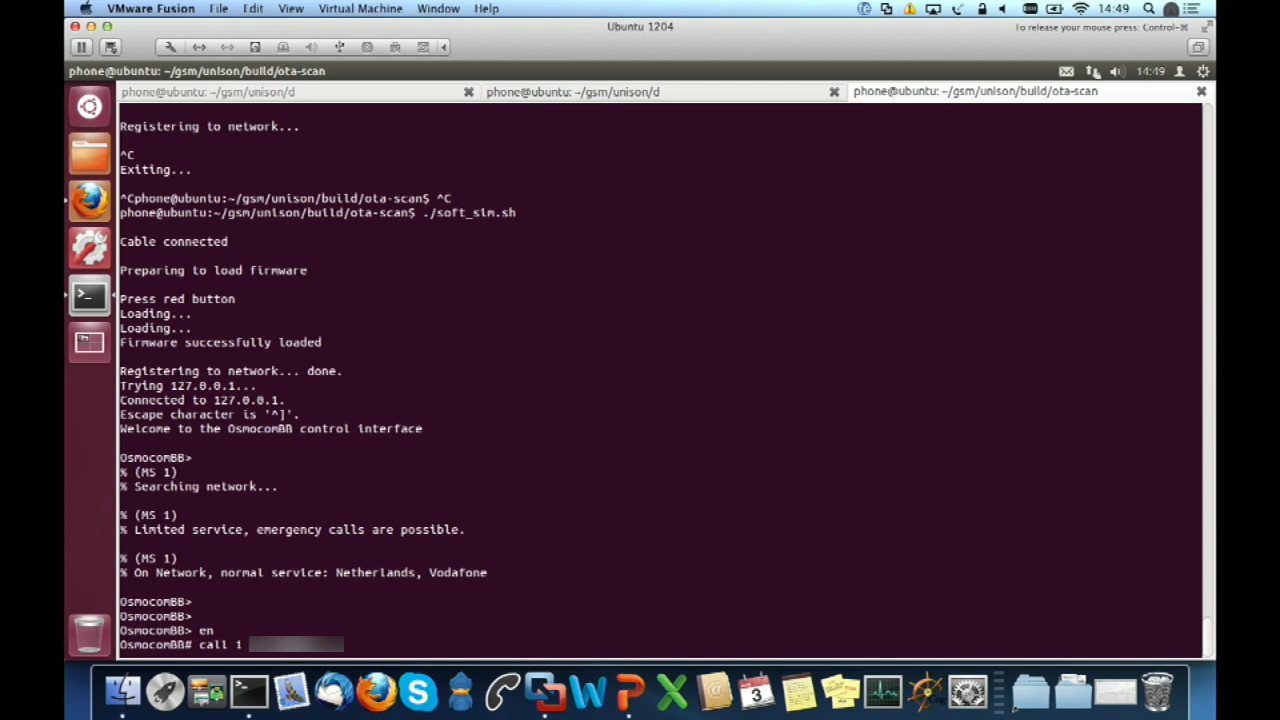 VMware Fusion File Edit View Virtual Machine Window Help 14:49
Ubuntu 1204 To release your mouse press: Control-⌘
phone@ubuntu: ~/gsm/unison/build/ota-scan 14:49
phone@ubuntu: ~/gsm/unison/d phone@ubuntu: ~/gsm/unison/d phone@ubuntu: ~/gsm/unison/build/ota-scan
Registering to network...
^C
Exiting...
^Cphone@ubuntu:~/gsm/unison/build/ota-scan$ ^C
phone@ubuntu:~/gsm/unison/build/ota-scan$ ./soft_sim.sh
Cable connected
Preparing to load firmware
Press red button
Loading...
Loading...
Firmware successfully loaded
Registering to network... done.
Trying 127.0.0.1...
Connected to 127.0.0.1.
Escape character is '^]'.
Welcome to the OsmocomBB control interface
OsmocomBB>
% (MS 1)
% Searching network...
% (MS 1)
% Limited service, emergency calls are possible.
% (MS 1)
% On Network, normal service: Netherlands, Vodafone
OsmocomBB>
OsmocomBB>
OsmocomBB> en
OsmocomBB# call 1